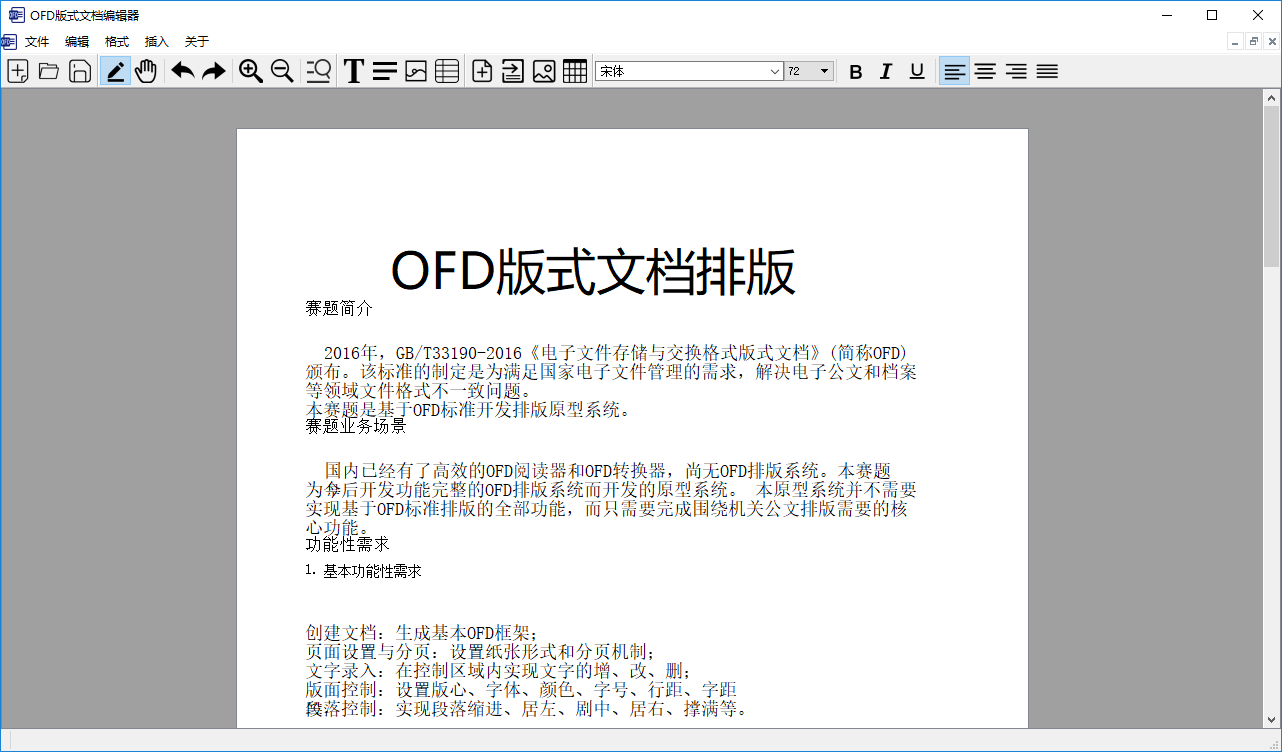 OFD版式文档编辑器
文件 编辑 格式 插入 关于
宋体 72 B I U
OFD版式文档排版
赛题简介
2016年，GB/T33190-2016《电子文件存储与交换格式版式文档》(简称OFD)
颁布。该标准的制定是为满足国家电子文件管理的需求，解决电子公文和档案
等领域文件格式不一致问题。
本赛题是基于OFD标准开发排版原型系统。
赛题业务场景
国内已经有了高效的OFD阅读器和OFD转换器，尚无OFD排版系统。本赛题
为今后开发功能完整的OFD排版系统而开发的原型系统。 本原型系统并不需要
实现基于OFD标准排版的全部功能，而只需要完成围绕机关公文排版需要的核
心功能。
功能性需求
1. 基本功能性需求
创建文档：生成基本OFD框架；
页面设置与分页：设置纸张形式和分页机制；
文字录入：在控制区域内实现文字的增、改、删；
版面控制：设置版心、字体、颜色、字号、行距、字距
段落控制：实现段落缩进、居左、剧中、居右、撑满等。